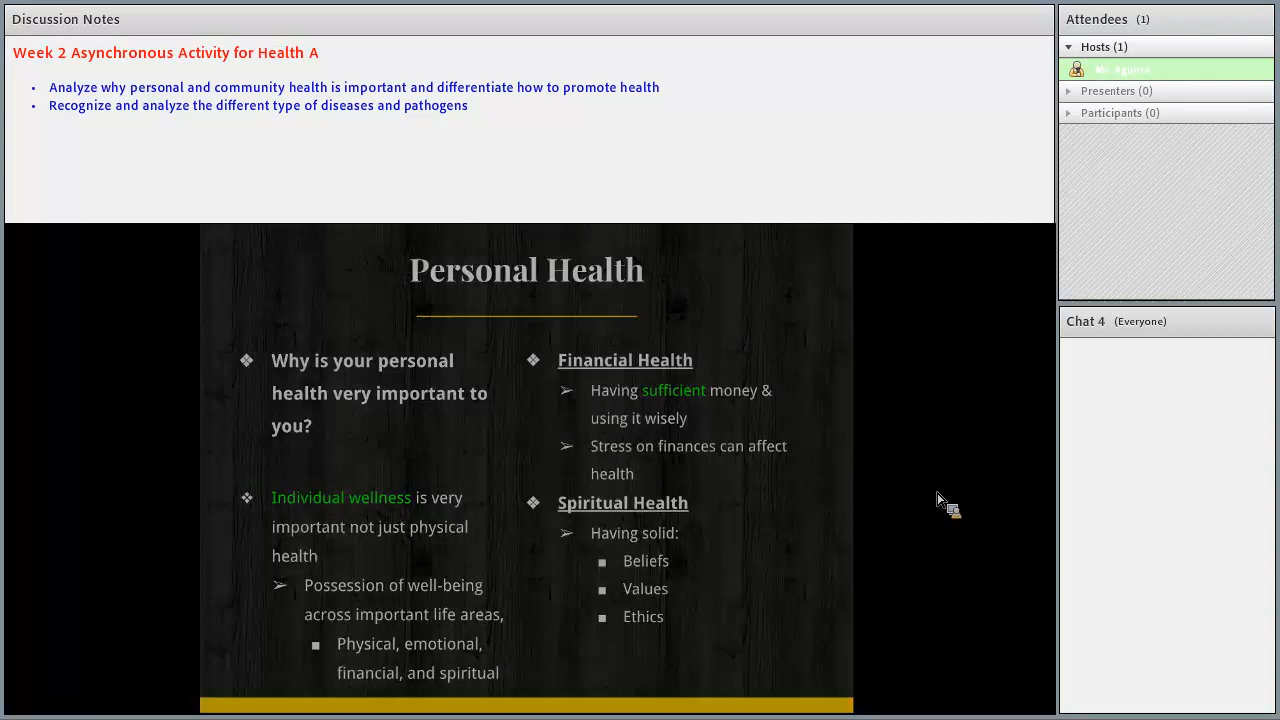 Discussion Notes
Week 2 Asynchronous Activity for Health A
• Analyze why personal and community health is important and differentiate how to promote health
• Recognize and analyze the different type of diseases and pathogens
Personal Health
❖ Why is your personal
health very important to
you?
❖ Individual wellness is very
important not just physical
health
➢ Possession of well-being
across important life areas,
■ Physical, emotional,
financial, and spiritual
❖ Financial Health
➢ Having sufficient money &
using it wisely
➢ Stress on finances can affect
health
❖ Spiritual Health
➢ Having solid:
■ Beliefs
■ Values
■ Ethics
Attendees (1)
Hosts (1)
Mr.
Presenters (0)
Participants (0)
Chat 4 (Everyone)